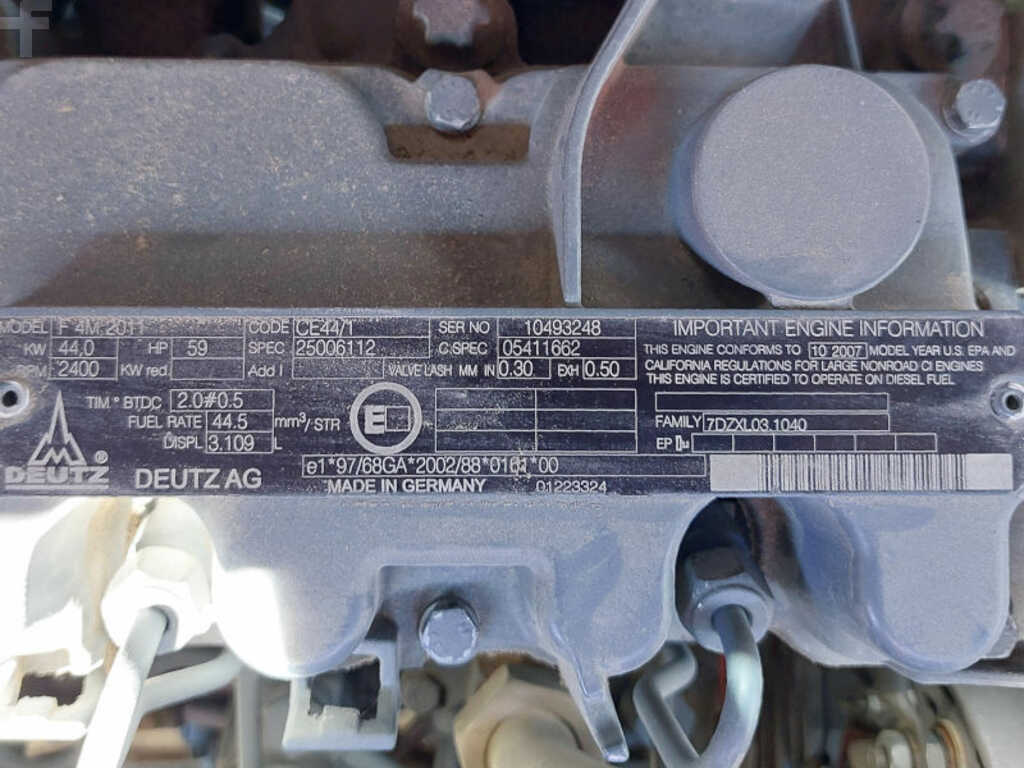 MODEL F 4M 2011 CODE CE44/1 SER NO 10493248
KW 44,0 HP 59 SPEC 25006112 C.SPEC 05411662
RPM 2400 KW red. Add I VALVE LASH MM IN 0.30 EXH 0.50
TIM ° BTDC 2.0#0.5
FUEL RATE 44.5 mm³/STR
DISPL 3.109 L
E
DEUTZ ®
DEUTZ AG
e1*97/68GA*2002/88*0161*00
MADE IN GERMANY 01223324
IMPORTANT ENGINE INFORMATION
THIS ENGINE CONFORMS TO 10 2007 MODEL YEAR U.S. EPA AND
CALIFORNIA REGULATIONS FOR LARGE NONROAD CI ENGINES
THIS ENGINE IS CERTIFIED TO OPERATE ON DIESEL FUEL.
FAMILY 7DZXL03.1040
EP